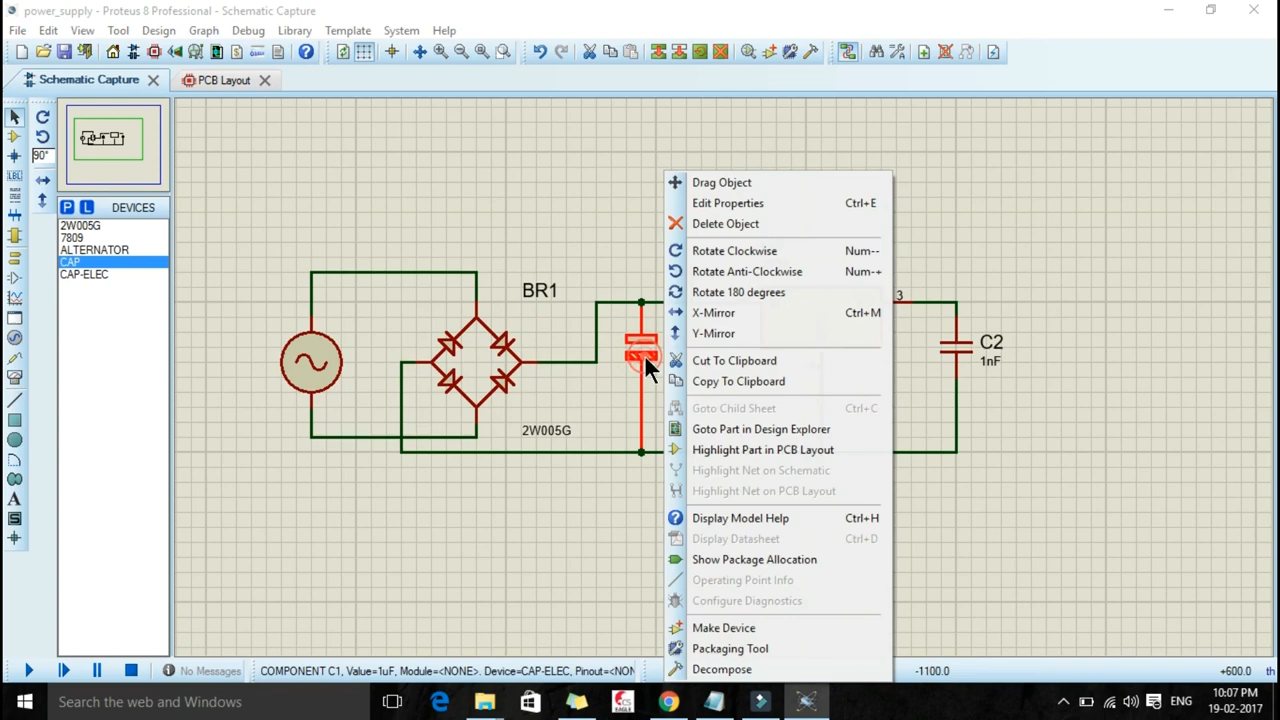 power_supply - Proteus 8 Professional - Schematic Capture
File Edit View Tool Design Graph Debug Library Template System Help
Schematic Capture
PCB Layout
90°
LBL
P L DEVICES
2W005G
7809
ALTERNATOR
CAP
CAP-ELEC
A
S
BR1
2W005G
3
C2
1nF
Drag Object
Edit Properties Ctrl+E
Delete Object
Rotate Clockwise Num--
Rotate Anti-Clockwise Num-+
Rotate 180 degrees
X-Mirror Ctrl+M
Y-Mirror
Cut To Clipboard
Copy To Clipboard
Goto Child Sheet Ctrl+C
Goto Part in Design Explorer
Highlight Part in PCB Layout
Highlight Net on Schematic
Highlight Net on PCB Layout
Display Model Help Ctrl+H
Display Datasheet Ctrl+D
Show Package Allocation
Operating Point Info
Configure Diagnostics
Make Device
Packaging Tool
Decompose
No Messages
COMPONENT C1, Value=1uF, Module=<NONE>. Device=CAP-ELEC, Pinout=<NON
-1100.0
+600.0
th
Search the web and Windows
ENG
10:07 PM
19-02-2017